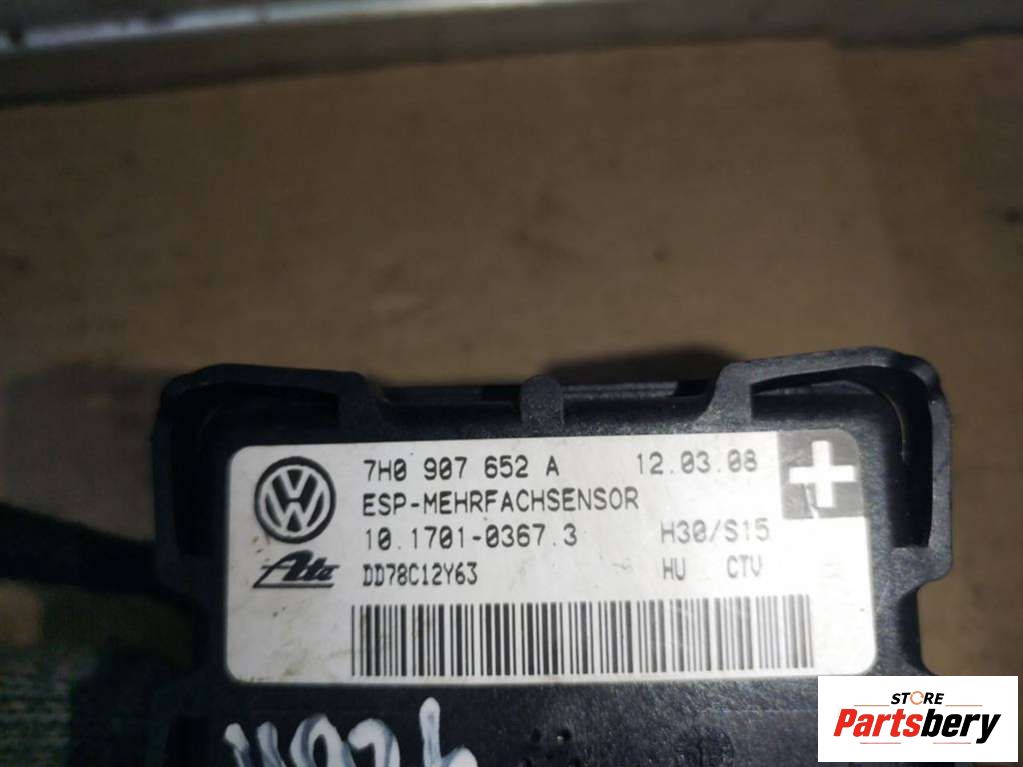 7H0 907 652 A 12.03.08
ESP-MEHRFACHSENSOR
10.1701-0367.3 H30/S15
Ate DD78C12Y63 HU CTV
STORE
Partsbery